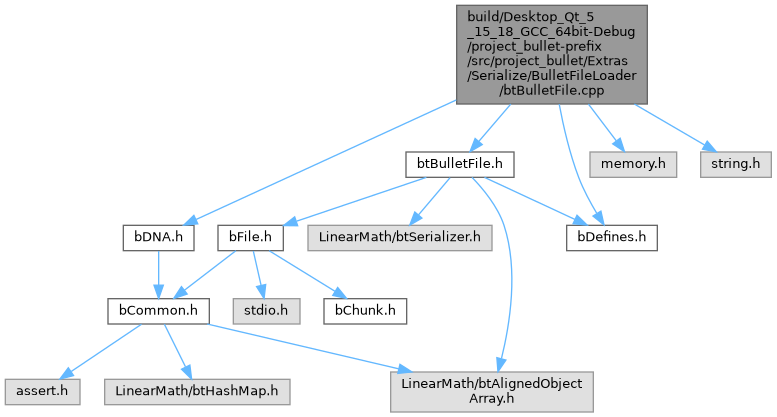 build/Desktop_Qt_5
_15_18_GCC_64bit-Debug
/project_bullet-prefix
/src/project_bullet/Extras
/Serialize/BulletFileLoader
/btBulletFile.cpp
btBulletFile.h
memory.h
string.h
bDNA.h
bFile.h
LinearMath/btSerializer.h
bDefines.h
bCommon.h
stdio.h
bChunk.h
assert.h
LinearMath/btHashMap.h
LinearMath/btAlignedObject
Array.h